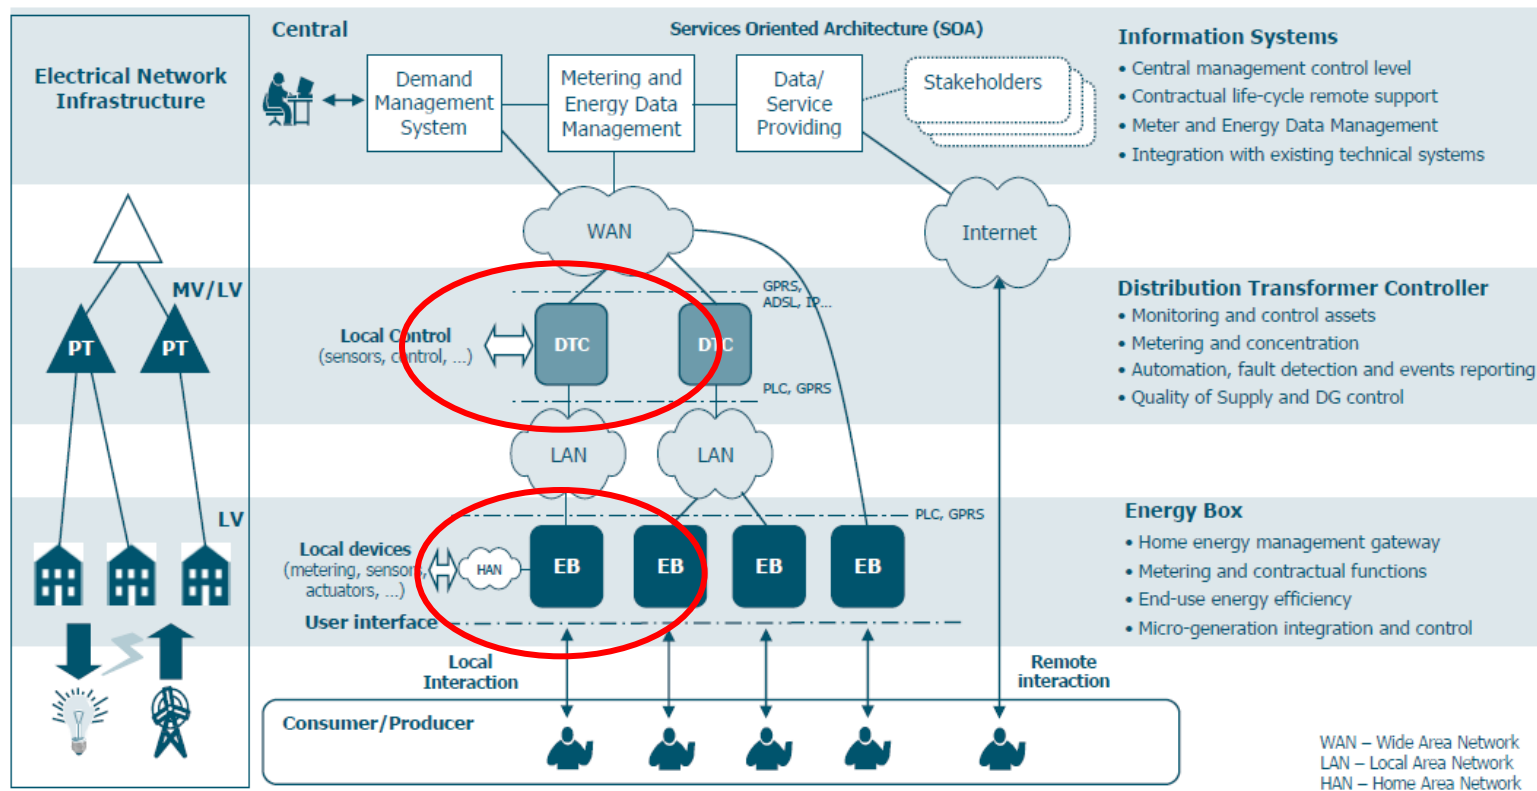 Electrical Network
Infrastructure
Central
Services Oriented Architecture (SOA)
Demand
Management
System
Metering and
Energy Data
Management
Data/
Service
Providing
Stakeholders
Information Systems
• Central management control level
• Contractual life-cycle remote support
• Meter and Energy Data Management
• Integration with existing technical systems
WAN
Internet
MV/LV
PT
PT
Local Control
(sensors, control, ...)
DTC
DTC
GPRS,
ADSL, IP...
PLC, GPRS
Distribution Transformer Controller
• Monitoring and control assets
• Metering and concentration
• Automation, fault detection and events reporting
• Quality of Supply and DG control
LAN
LAN
LV
PLC, GPRS
Local devices
(metering, sensors,
actuators, ...)
HAN
EB
EB
EB
EB
User interface
Energy Box
• Home energy management gateway
• Metering and contractual functions
• End-use energy efficiency
• Micro-generation integration and control
Local
Interaction
Remote
interaction
Consumer/Producer
WAN – Wide Area Network
LAN – Local Area Network
HAN – Home Area Network